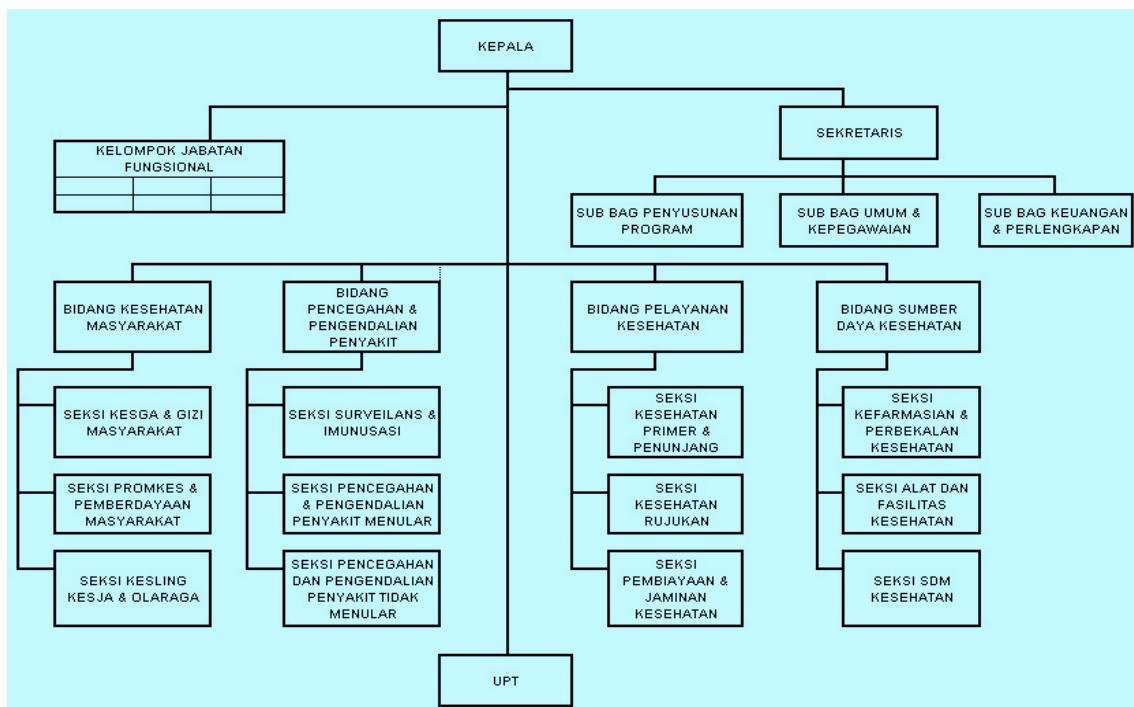 KEPALA
SEKRETARIS
KELOMPOK JABATAN
FUNGSIONAL
SUB BAG PENYUSUNAN
PROGRAM
SUB BAG UMUM &
KEPEGAWAIAN
SUB BAG KEUANGAN
& PERLENGKAPAN
BIDANG KESEHATAN
MASYARAKAT
BIDANG
PENCEGAHAN &
PENGENDALIAN
PENYAKIT
BIDANG PELAYANAN
KESEHATAN
BIDANG SUMBER
DAYA KESEHATAN
SEKSI KESGA & GIZI
MASYARAKAT
SEKSI SURVEILANS &
IMUNUSASI
SEKSI
KESEHATAN
PRIMER &
PENUNJANG
SEKSI
KEFARMASIAN &
PERBEKALAN
KESEHATAN
SEKSI PROMKES &
PEMBERDAYAAN
MASYARAKAT
SEKSI PENCEGAHAN
& PENGENDALIAN
PENYAKIT MENULAR
SEKSI
KESEHATAN
RUJUKAN
SEKSI ALAT DAN
FASILITAS
KESEHATAN
SEKSI KESLING
KESJA & OLARAGA
SEKSI PENCEGAHAN
DAN PENGENDALIAN
PENYAKIT TIDAK
MENULAR
SEKSI
PEMBIAYAAN &
JAMINAN
KESEHATAN
SEKSI SDM
KESEHATAN
UPT